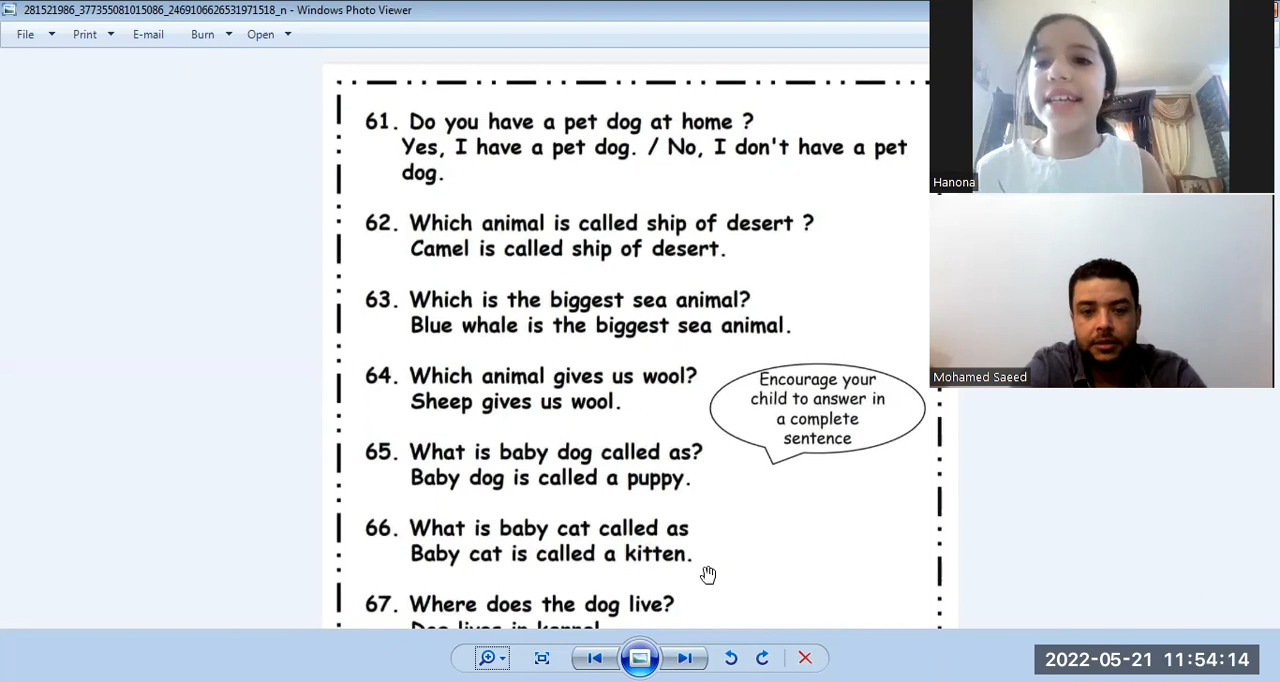 281521986_377355081015086_2469106626531971518_n - Windows Photo Viewer
File Print E-mail Burn Open
61. Do you have a pet dog at home ?
Yes, I have a pet dog. / No, I don't have a pet
dog.
62. Which animal is called ship of desert ?
Camel is called ship of desert.
63. Which is the biggest sea animal?
Blue whale is the biggest sea animal.
64. Which animal gives us wool?
Sheep gives us wool.
Encourage your
child to answer in
a complete
sentence
65. What is baby dog called as?
Baby dog is called a puppy.
66. What is baby cat called as
Baby cat is called a kitten.
67. Where does the dog live?
Dog lives in kennel
Hanona
Mohamed Saeed
2022-05-21 11:54:14